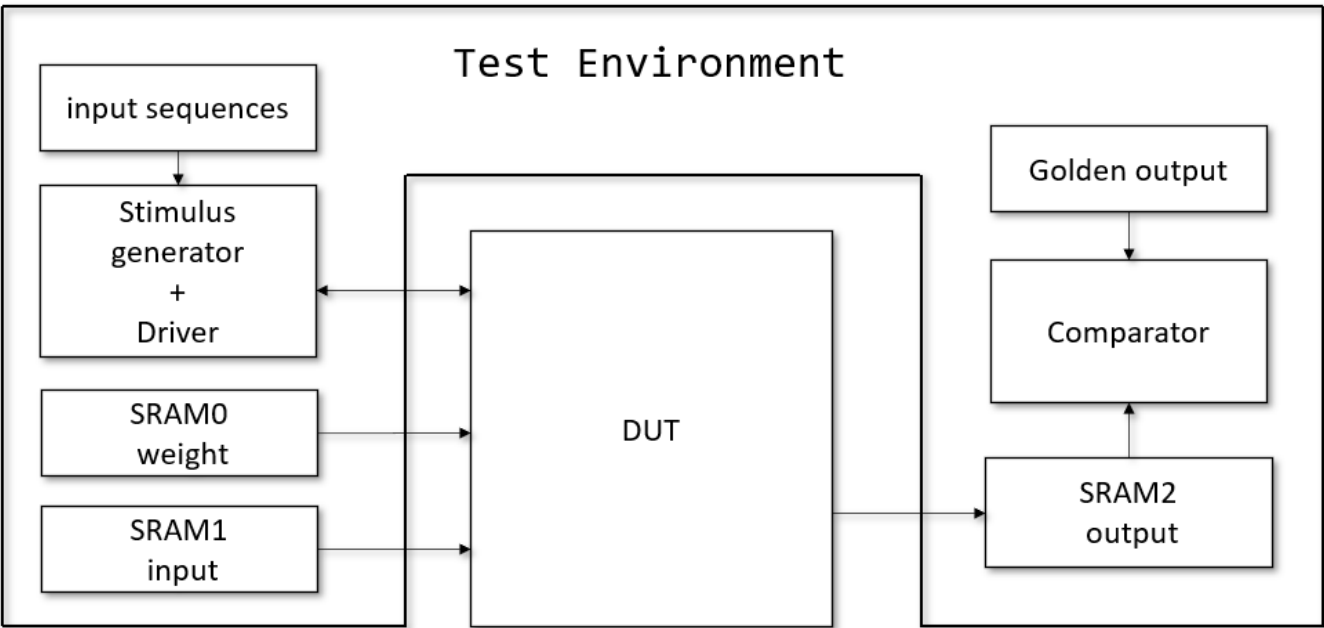 Test Environment
input sequences
Stimulus
generator
+
Driver
SRAM0
weight
SRAM1
input
DUT
Golden output
Comparator
SRAM2
output